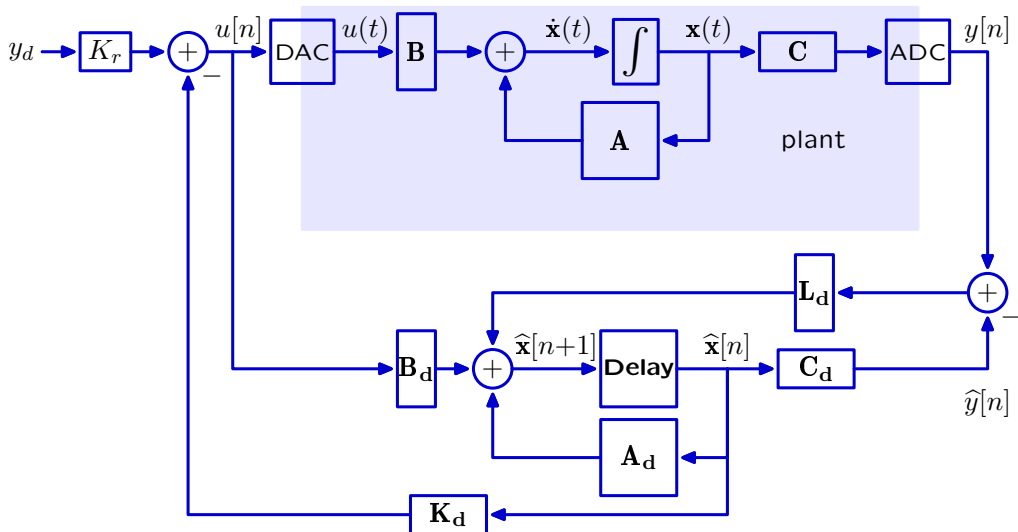 y_d K_r + − u[n] DAC u(t) B + ẋ(t) ∫ x(t) C ADC y[n]
A plant
L_d + −
B_d + x̂[n+1] Delay x̂[n] C_d
ŷ[n]
A_d
K_d